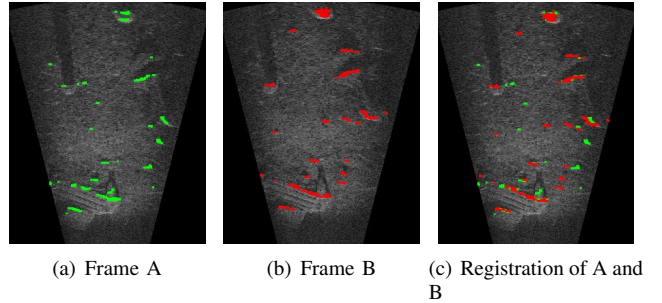 (a) Frame A
(b) Frame B
(c) Registration of A and
B